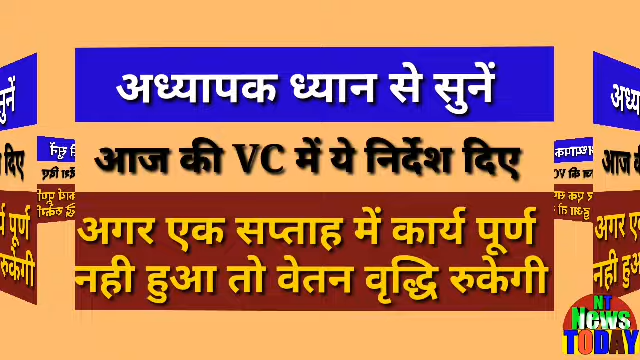 अध्यापक ध्यान से सुनें
आज की VC में ये निर्देश दिए
अगर एक सप्ताह में कार्य पूर्ण
नही हुआ तो वेतन वृद्धि रुकेगी
NT
News
TODAY